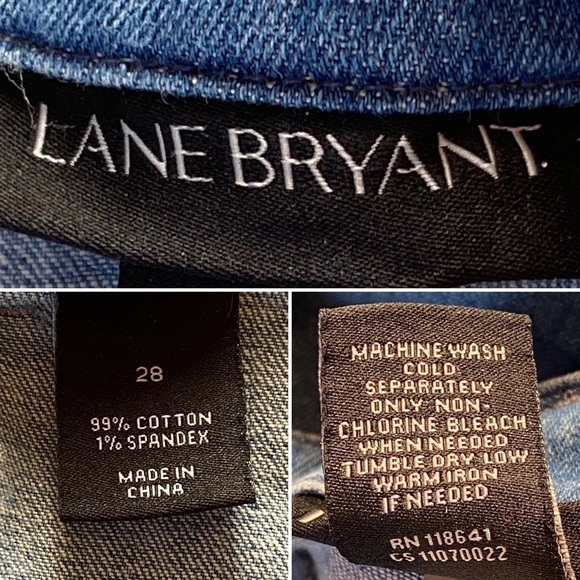 LANE BRYANT.
28
99% COTTON
1% SPANDEX
MADE IN
CHINA
MACHINE WASH
COLD
SEPARATELY
ONLY NON-
CHLORINE BLEACH
WHEN NEEDED
TUMBLE DRY LOW
WARM IRON
IF NEEDED
RN 118641
CS 11070022